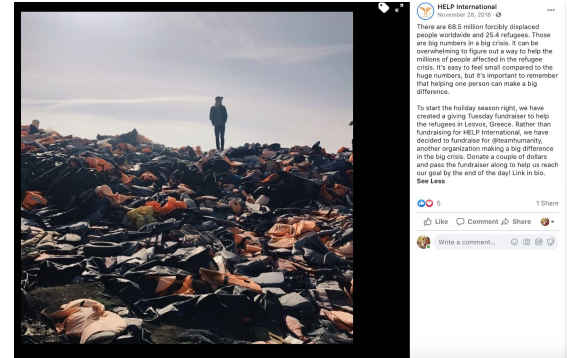 HELP International
November 28, 2018 ·
There are 68.5 million forcibly displaced
people worldwide and 25.4 refugees. Those
are big numbers in a big crisis. It can be
overwhelming to figure out a way to help the
millions of people affected in the refugee
crisis. It's easy to feel small compared to the
huge numbers, but it's important to remember
that helping one person can make a big
difference.
To start the holiday season right, we have
created a giving Tuesday fundraiser to help
the refugees in Lesvos, Greece. Rather than
fundraising for HELP International, we have
decided to fundraise for @teamhumanity,
another organization making a big difference
in the big crisis. Donate a couple of dollars
and pass the fundraiser along to help us reach
our goal by the end of the day! Link in bio.
See Less
5 1 Share
Like Comment Share
Write a comment...